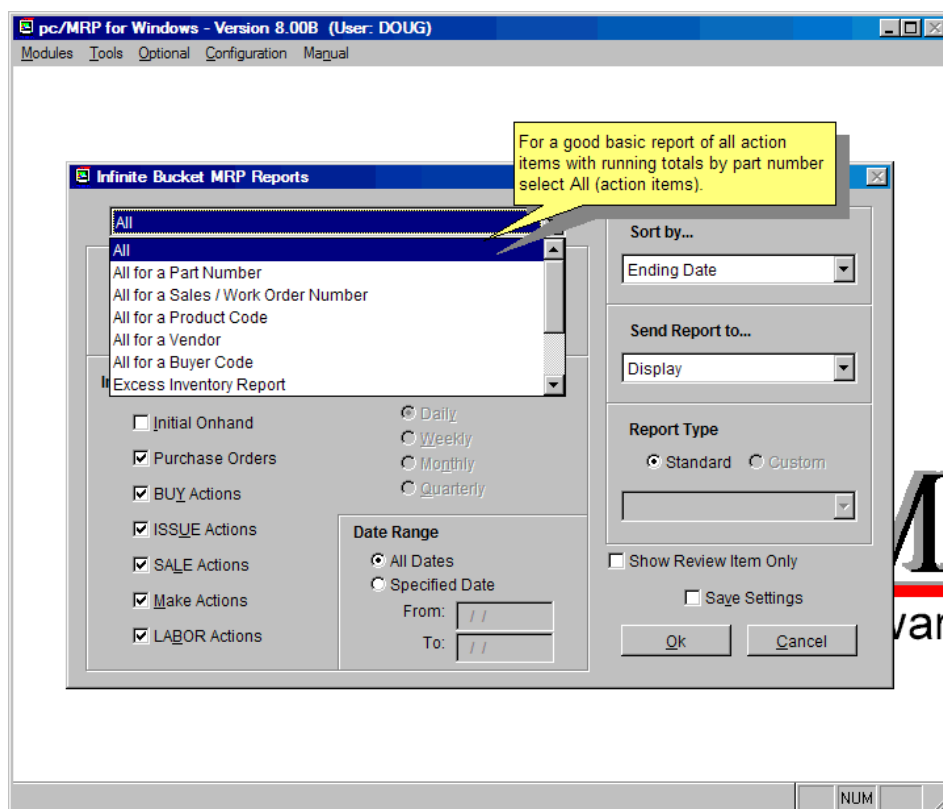 pc/MRP for Windows - Version 8.00B (User: DOUG)
Modules Tools Optional Configuration Manual
For a good basic report of all action
items with running totals by part number
select All (action items).
Infinite Bucket MRP Reports
All
All
All for a Part Number
All for a Sales / Work Order Number
All for a Product Code
All for a Vendor
All for a Buyer Code
Excess Inventory Report
Initial Onhand
Purchase Orders
BUY Actions
ISSUE Actions
SALE Actions
Make Actions
LABOR Actions
Daily
Weekly
Monthly
Quarterly
Date Range
All Dates
Specified Date
From: / /
To: / /
Sort by...
Ending Date
Send Report to...
Display
Report Type
Standard Custom
Show Review Item Only
Save Settings
Ok Cancel
NUM